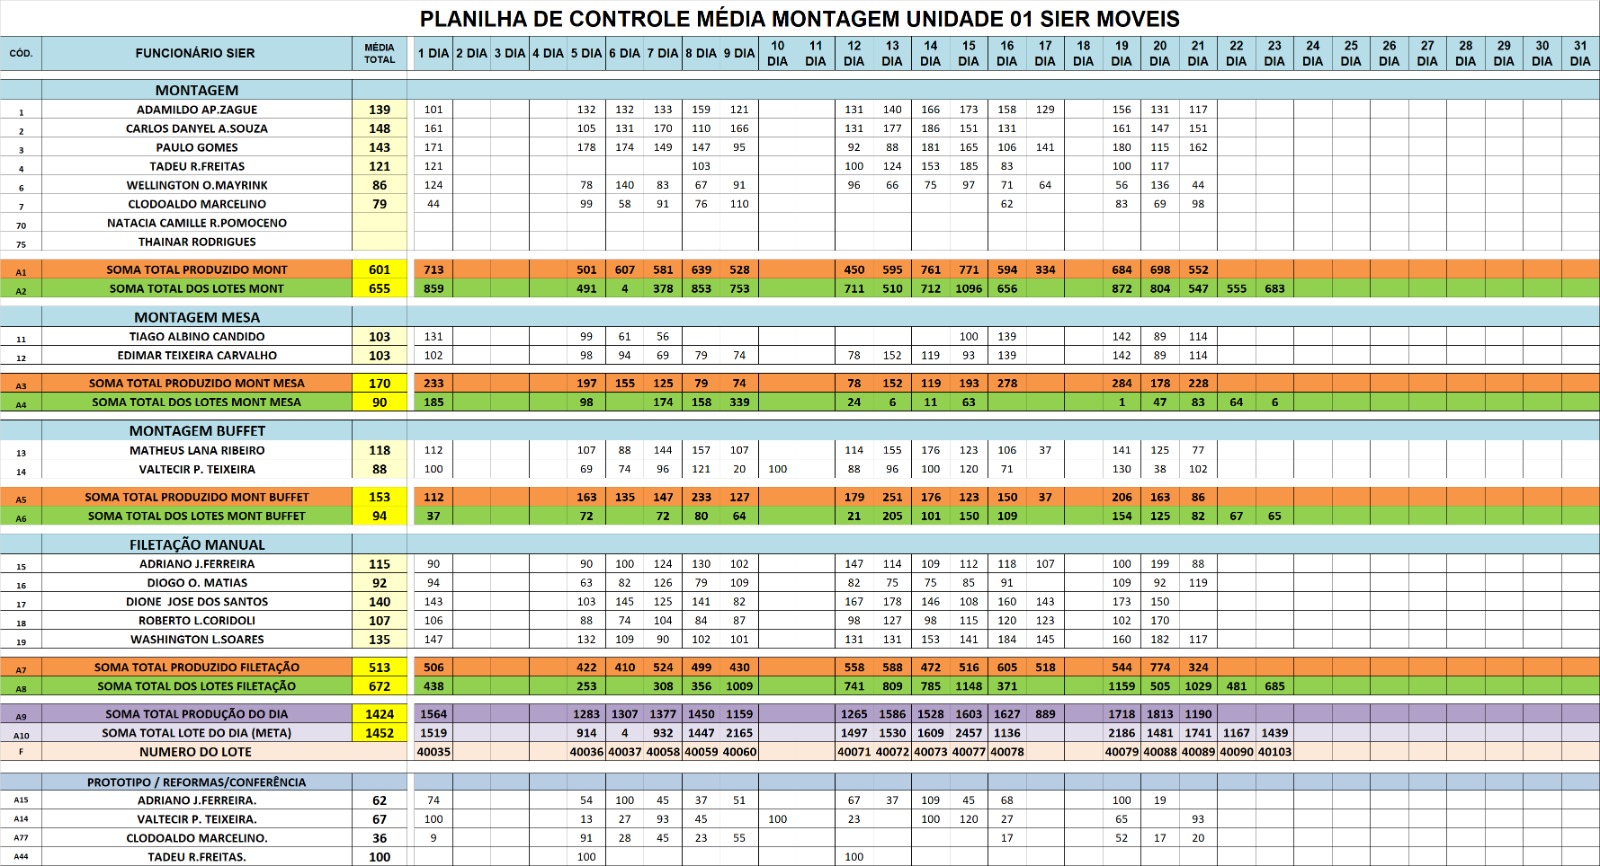 PLANILHA DE CONTROLE MÉDIA MONTAGEM UNIDADE 01 SIER MOVEIS
CÓD. FUNCIONÁRIO SIER MÉDIA TOTAL 1 DIA 2 DIA 3 DIA 4 DIA 5 DIA 6 DIA 7 DIA 8 DIA 9 DIA 10 DIA 11 DIA 12 DIA 13 DIA 14 DIA 15 DIA 16 DIA 17 DIA 18 DIA 19 DIA 20 DIA 21 DIA 22 DIA 23 DIA 24 DIA 25 DIA 26 DIA 27 DIA 28 DIA 29 DIA 30 DIA 31 DIA
MONTAGEM
1 ADAMILDO AP.ZAGUE 139 101 132 132 133 159 121 131 140 166 173 158 129 156 131 117
2 CARLOS DANYEL A.SOUZA 148 161 105 131 170 110 166 131 177 186 151 131 161 147 151
3 PAULO GOMES 143 171 178 174 149 147 95 92 88 181 165 106 141 180 115 162
4 TADEU R.FREITAS 121 121 103 100 124 153 185 83 100 117
6 WELLINGTON O.MAYRINK 86 124 78 140 83 67 91 96 66 75 97 71 64 56 136 44
7 CLODOALDO MARCELINO 79 44 99 58 91 76 110 62 83 69 98
70 NATACIA CAMILLE R.POMOCENO
75 THAINAR RODRIGUES
A1 SOMA TOTAL PRODUZIDO MONT 601 713 501 607 581 639 528 450 595 761 771 594 334 684 698 552
A2 SOMA TOTAL DOS LOTES MONT 655 859 491 4 378 853 753 711 510 712 1096 656 872 804 547 555 683
MONTAGEM MESA
11 TIAGO ALBINO CANDIDO 103 131 99 61 56 100 139 142 89 114
12 EDIMAR TEIXEIRA CARVALHO 103 102 98 94 69 79 74 78 152 119 93 139 142 89 114
A3 SOMA TOTAL PRODUZIDO MONT MESA 170 233 197 155 125 79 74 78 152 119 193 278 284 178 228
A4 SOMA TOTAL DOS LOTES MONT MESA 90 185 98 174 158 339 24 6 11 63 1 47 83 64 6
MONTAGEM BUFFET
13 MATHEUS LANA RIBEIRO 118 112 107 88 144 157 107 114 155 176 123 106 37 141 125 77
14 VALTECIR P. TEIXEIRA 88 100 69 74 96 121 20 100 88 96 100 120 71 130 38 102
A5 SOMA TOTAL PRODUZIDO MONT BUFFET 153 112 163 135 147 233 127 179 251 176 123 150 37 206 163 86
A6 SOMA TOTAL DOS LOTES MONT BUFFET 94 37 72 72 80 64 21 205 101 150 109 154 125 82 67 65
FILETAÇÃO MANUAL
15 ADRIANO J.FERREIRA 115 90 90 100 124 130 102 147 114 109 112 118 107 100 199 88
16 DIOGO O. MATIAS 92 94 63 82 126 79 109 82 75 75 85 91 109 92 119
17 DIONE JOSE DOS SANTOS 140 143 103 145 125 141 82 167 178 146 108 160 143 173 150
18 ROBERTO L.CORIDOLI 107 106 88 74 104 84 87 98 127 98 115 120 123 102 170
19 WASHINGTON L.SOARES 135 147 132 109 90 102 101 131 131 153 141 184 145 160 182 117
A7 SOMA TOTAL PRODUZIDO FILETAÇÃO 513 506 422 410 524 499 430 558 588 472 516 605 518 544 774 324
A8 SOMA TOTAL DOS LOTES FILETAÇÃO 672 438 253 308 356 1009 741 809 785 1148 371 1159 505 1029 481 685
A9 SOMA TOTAL PRODUÇÃO DO DIA 1424 1564 1283 1307 1377 1450 1159 1265 1586 1528 1603 1627 889 1718 1813 1190
A10 SOMA TOTAL LOTE DO DIA (META) 1452 1519 914 4 932 1447 2165 1497 1530 1609 2457 1136 2186 1481 1741 1167 1439
F NUMERO DO LOTE 40035 40036 40037 40058 40059 40060 40071 40072 40073 40077 40078 40079 40088 40089 40090 40103
PROTOTIPO / REFORMAS/CONFERÊNCIA
A15 ADRIANO J.FERREIRA. 62 74 54 100 45 37 51 67 37 109 45 68 100 19
A14 VALTECIR P. TEIXEIRA. 67 100 13 27 93 45 100 23 100 120 27 65 93
A77 CLODOALDO MARCELINO. 36 9 91 28 45 23 55 17 52 17 20
A44 TADEU R.FREITAS. 100 100 100